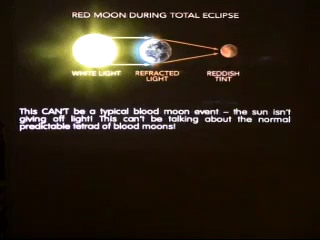 RED MOON DURING TOTAL ECLIPSE
WHITE LIGHT REFRACTED LIGHT REDDISH TINT
This CAN'T be a typical blood moon event – the sun isn't
giving off light! This can't be talking about the normal
predictable tetrad of blood moons!